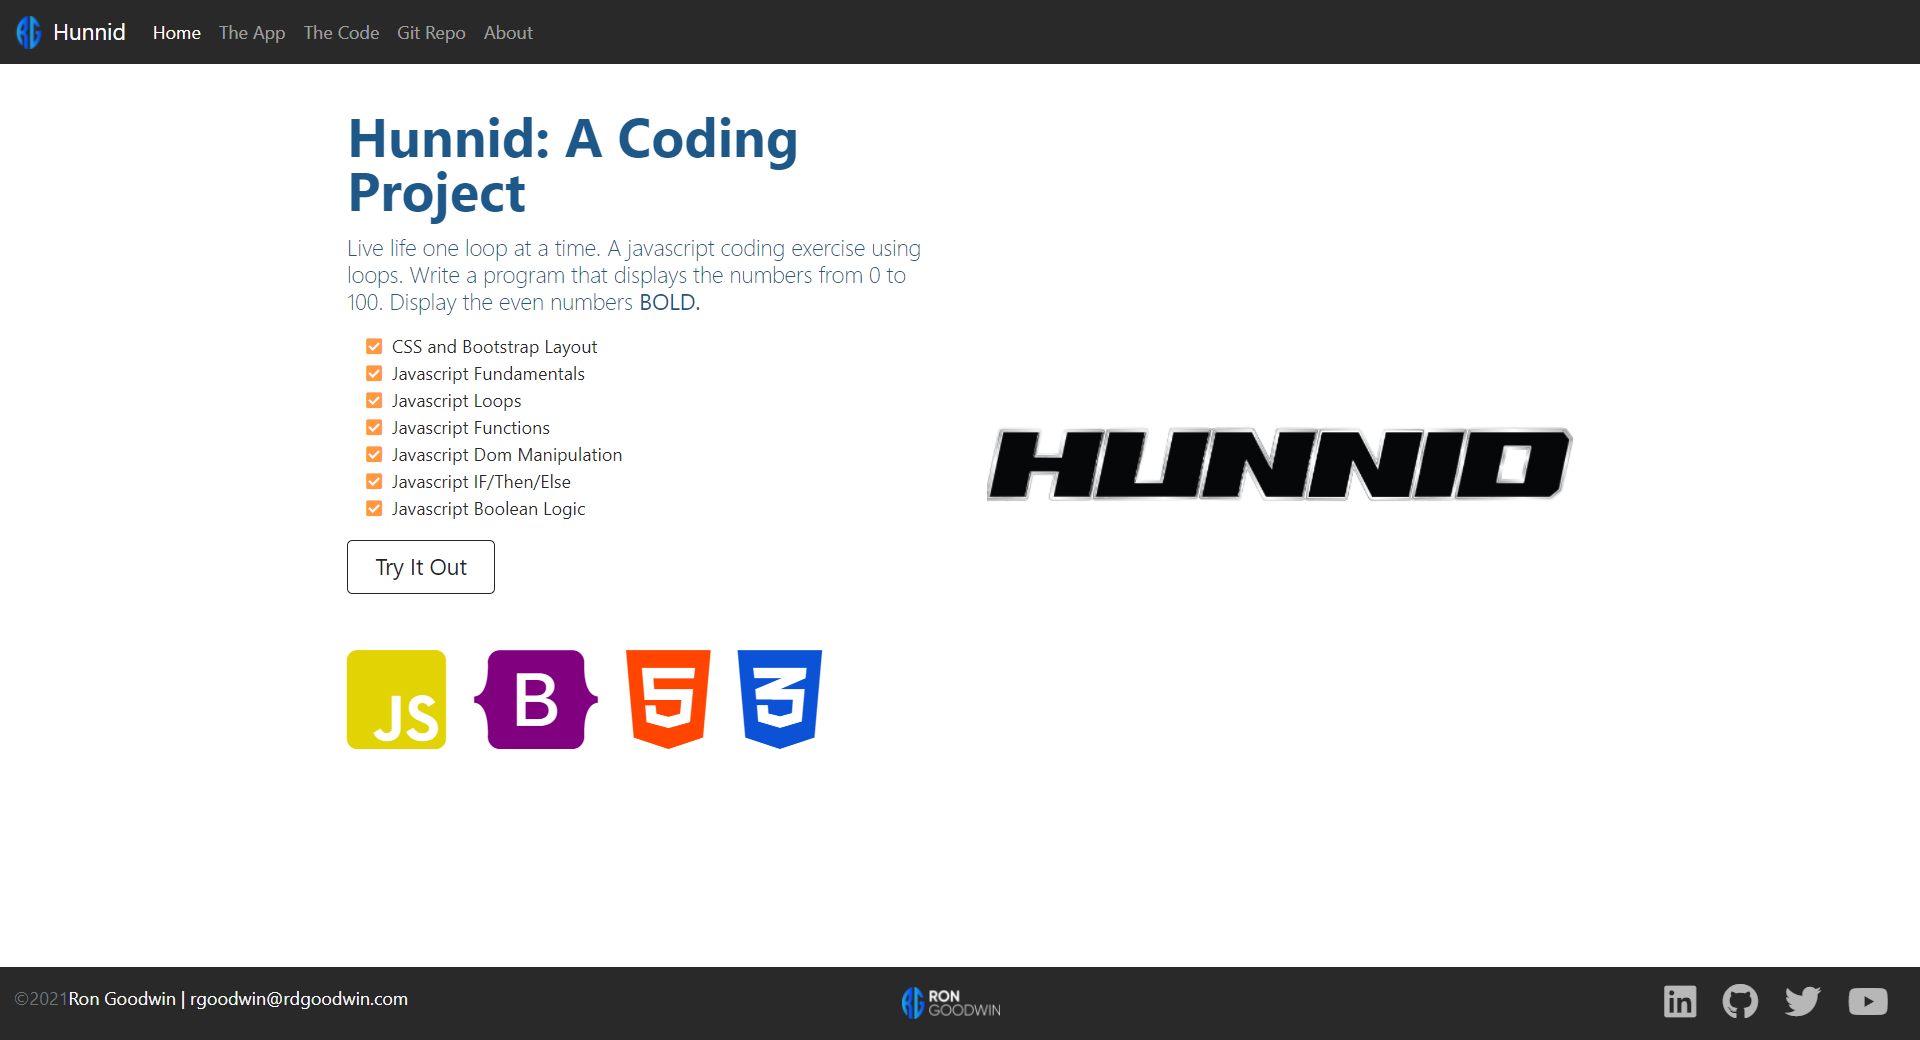 Hunnid Home The App The Code Git Repo About
Hunnid: A Coding
Project
Live life one loop at a time. A javascript coding exercise using
loops. Write a program that displays the numbers from 0 to
100. Display the even numbers BOLD.
CSS and Bootstrap Layout
Javascript Fundamentals
Javascript Loops
Javascript Functions
Javascript Dom Manipulation
Javascript IF/Then/Else
Javascript Boolean Logic
HUNNID
Try It Out
JS B 5 3
©2021Ron Goodwin | rgoodwin@rdgoodwin.com
RG RON
GOODWIN
in